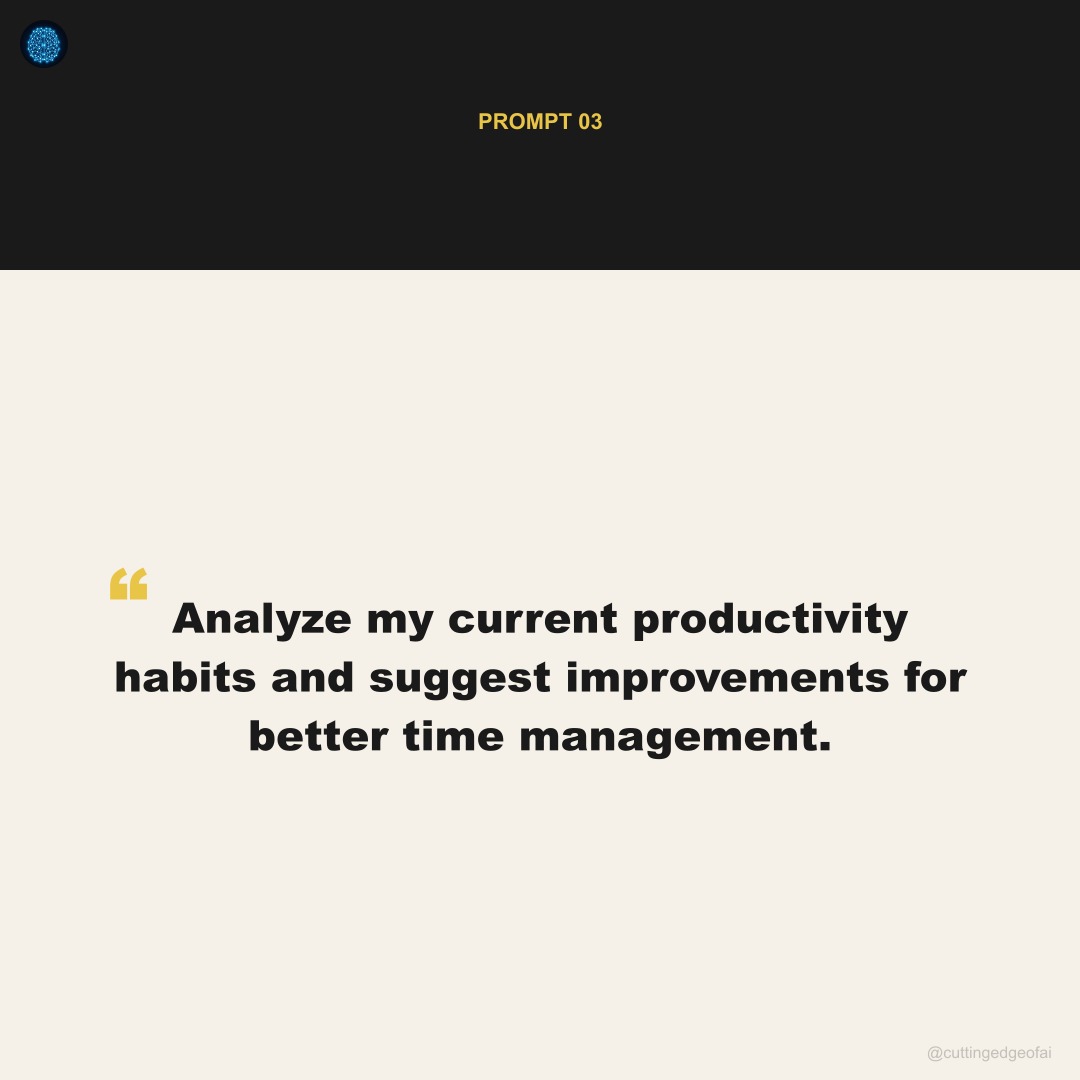 PROMPT 03
“
Analyze my current productivity
habits and suggest improvements for
better time management.
@cuttingedgeofai